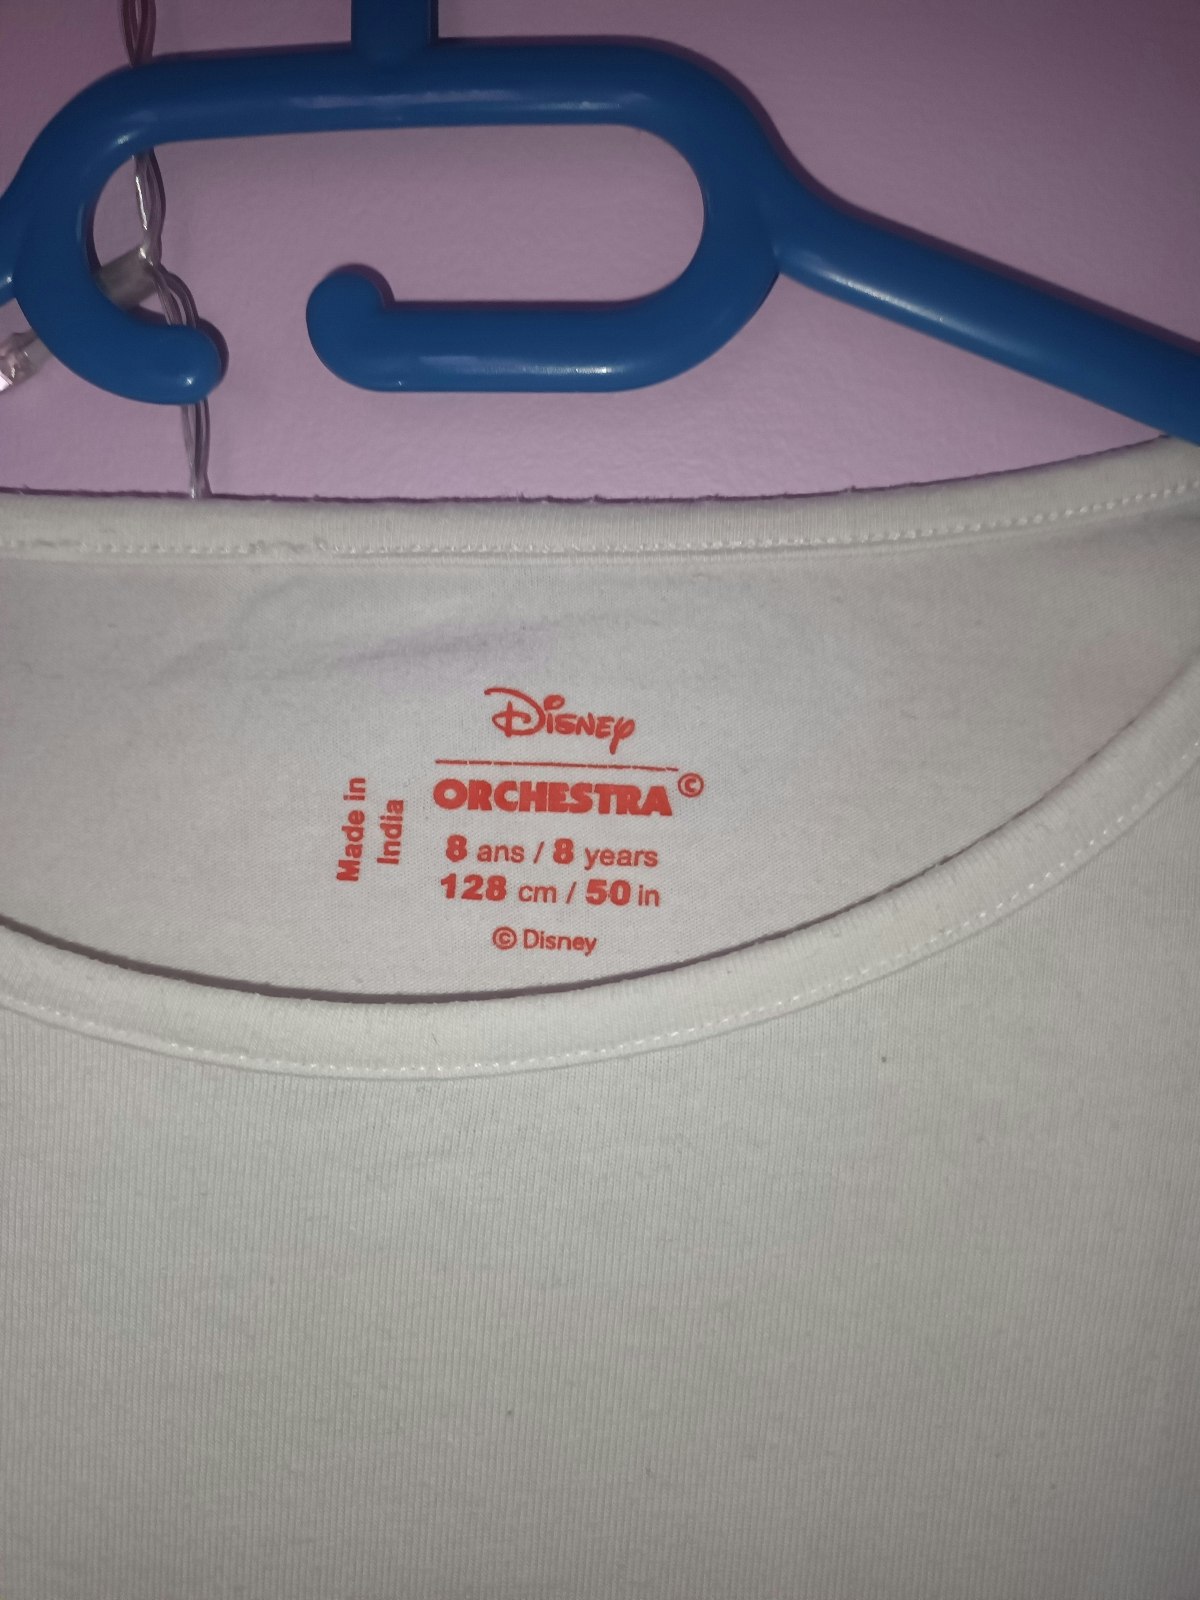 Disney
ORCHESTRA©
8 ans / 8 years
128 cm / 50 in
© Disney
Made in
India